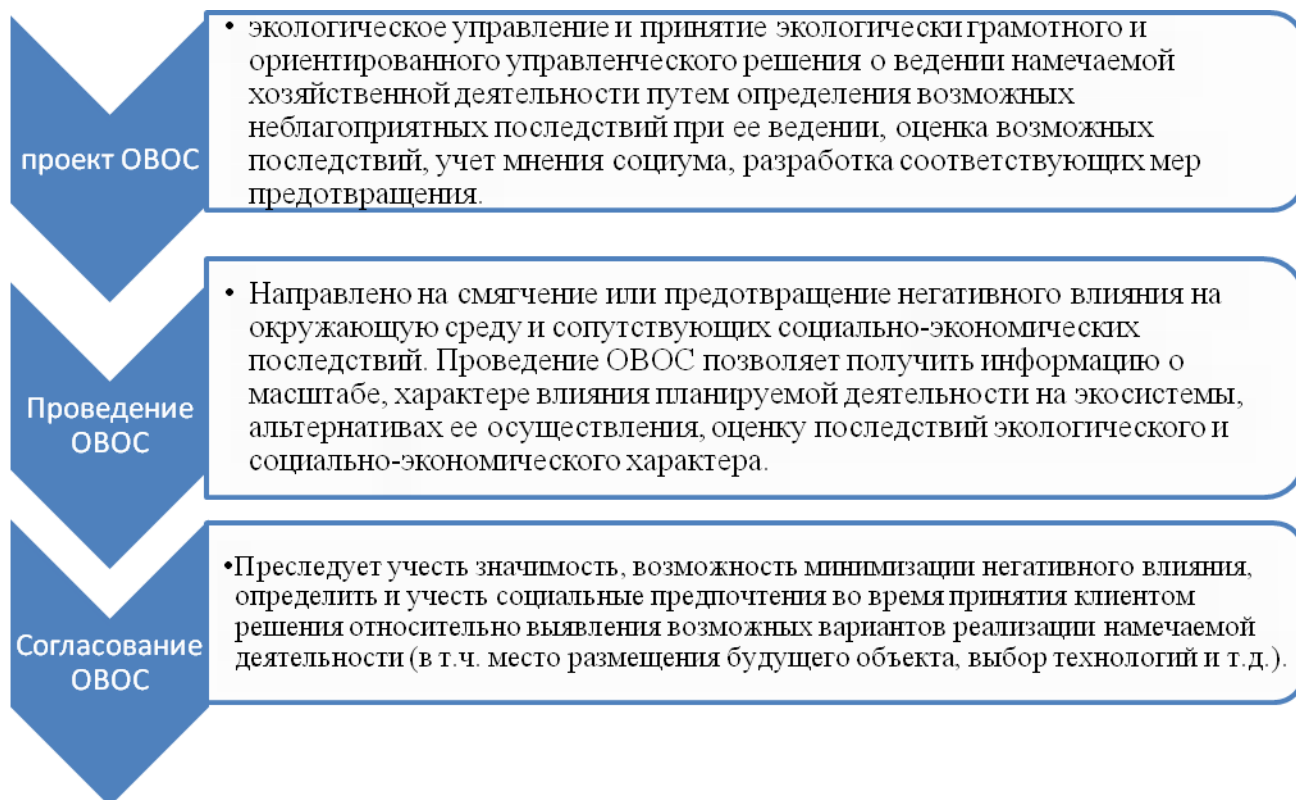 проект ОВОС
• экологическое управление и принятие экологически грамотного и
ориентированного управленческого решения о ведении намечаемой
хозяйственной деятельности путем определения возможных
неблагоприятных последствий при ее ведении, оценка возможных
последствий, учет мнения социума, разработка соответствующих мер
предотвращения.
Проведение
ОВОС
• Направлено на смягчение или предотвращение негативного влияния на
окружающую среду и сопутствующих социально-экономических
последствий. Проведение ОВОС позволяет получить информацию о
масштабе, характере влияния планируемой деятельности на экосистемы,
альтернативах ее осуществления, оценку последствий экологического и
социально-экономического характера.
Согласование
ОВОС
•Преследует учесть значимость, возможность минимизации негативного влияния,
определить и учесть социальные предпочтения во время принятия клиентом
решения относительно выявления возможных вариантов реализации намечаемой
деятельности (в т.ч. место размещения будущего объекта, выбор технологий и т.д.).